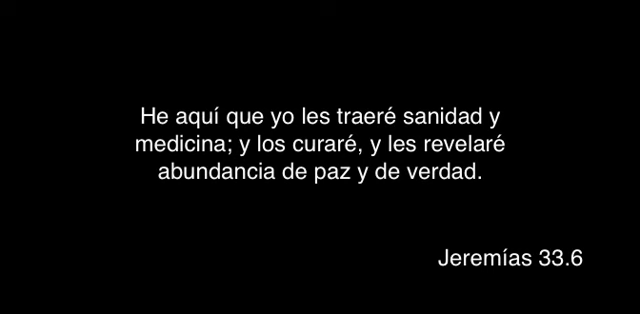 He aquí que yo les traeré sanidad y
medicina; y los curaré, y les revelaré
abundancia de paz y de verdad.
Jeremías 33.6